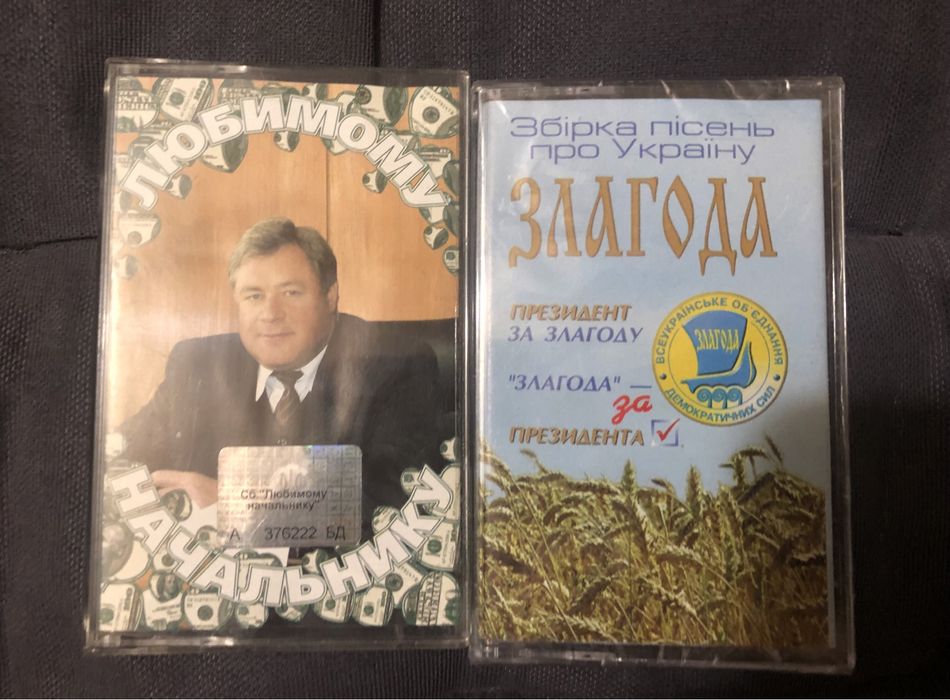 ЛЮБИМОМУ
НАЧАЛЬНИКУ
Сб."Любимому
начальнику"
А 376222 БД
Збірка пісень
про Україну
ЗЛАГОДА
ПРЕЗИДЕНТ
ЗА ЗЛАГОДУ
"ЗЛАГОДА" —
за
ПРЕЗИДЕНТА
ВСЕУКРАЇНСЬКЕ ОБ'ЄДНАННЯ
ЗЛАГОДА
ДЕМОКРАТИЧНИХ СИЛ